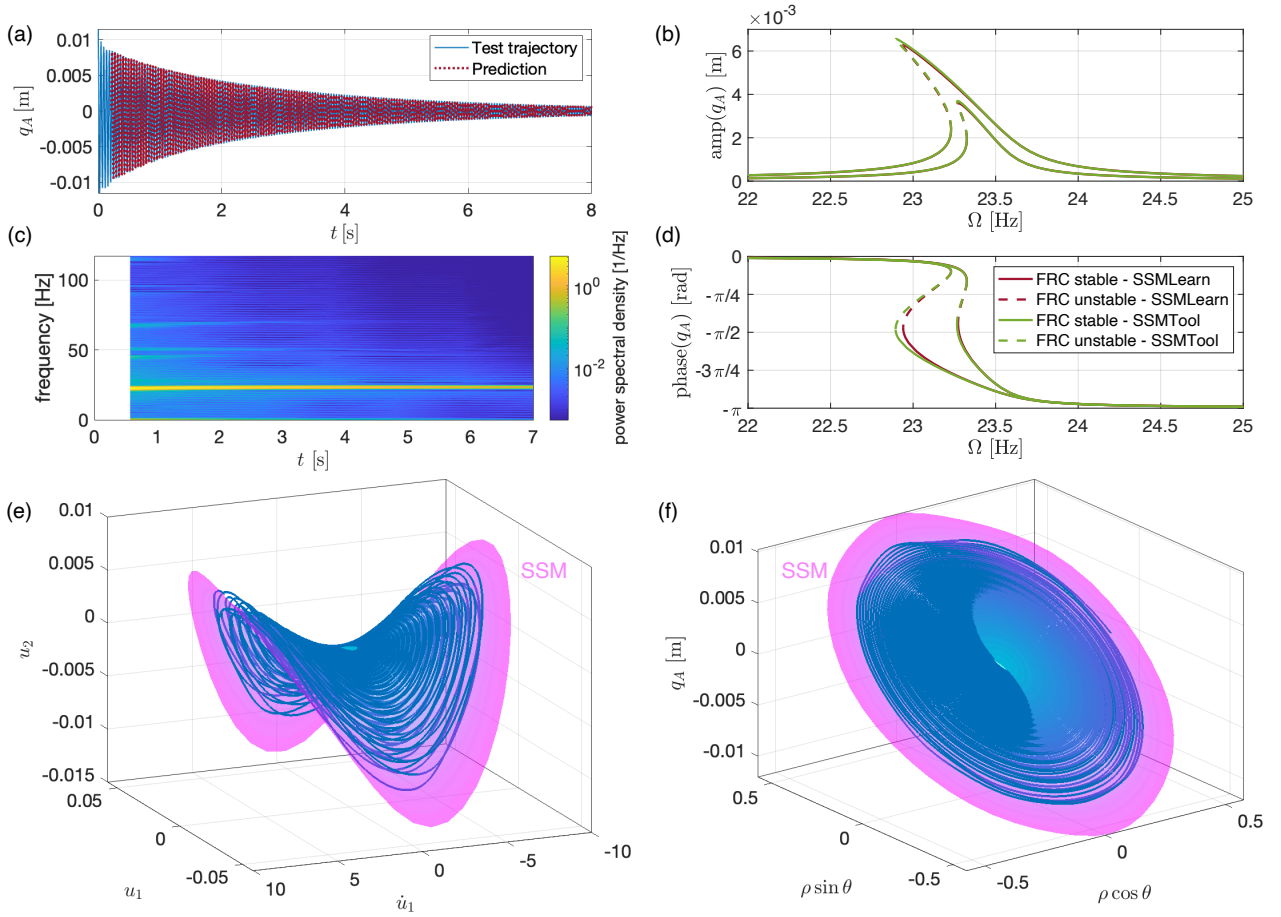 (a)
0.01
0.005
0
-0.005
-0.01
q_A [m]
Test trajectory
Prediction
0 2 4 6 8
t [s]
(b)
×10⁻³
6
4
2
0
amp(q_A) [m]
22 22.5 23 23.5 24 24.5 25
Ω [Hz]
(c)
100
50
0
frequency [Hz]
0 1 2 3 4 5 6 7
t [s]
10⁰
10⁻²
power spectral density [1/Hz]
(d)
0
-π/4
-π/2
-3π/4
-π
phase(q_A) [rad]
FRC stable - SSMLearn
FRC unstable - SSMLearn
FRC stable - SSMTool
FRC unstable - SSMTool
22 22.5 23 23.5 24 24.5 25
Ω [Hz]
(e)
0.01
0.005
0
-0.005
-0.01
-0.015
u₂
SSM
0.05
0
-0.05
u₁
10 5 0 -5 -10
u̇₁
(f)
0.01
0.005
0
-0.005
-0.01
q_A [m]
SSM
0.5
0
-0.5
ρ sin θ
-0.5 0 0.5
ρ cos θ